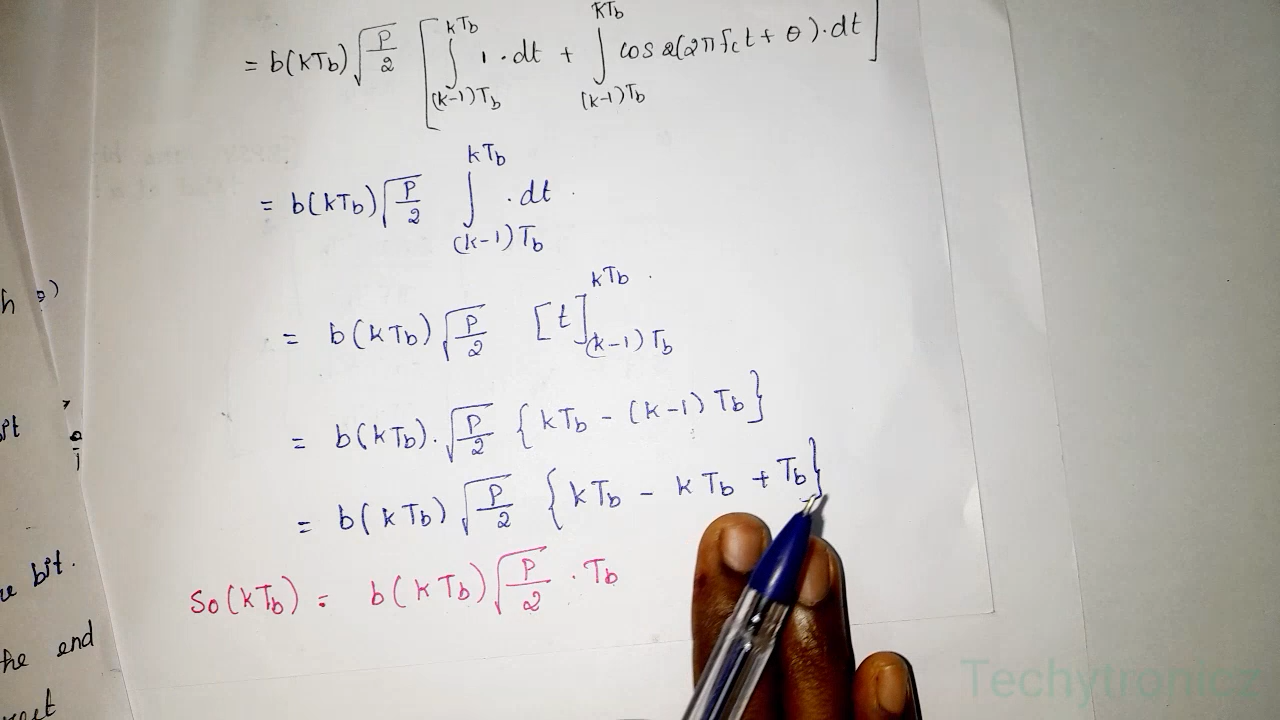 = b(kTb) √P/2 [ ∫_(k-1)Tb^kTb 1 . dt + ∫_(k-1)Tb^kTb cos 2(2πfct + θ) . dt ]
= b(kTb) √P/2 ∫_(k-1)Tb^kTb . dt
= b(kTb) √P/2 [t]_(k-1)Tb^kTb
= b(kTb) . √P/2 {kTb - (k-1) Tb}
= b(kTb) √P/2 {kTb - kTb + Tb}
So(kTb) = b(kTb) √P/2 . Tb
bit.
the end
Techytronicz